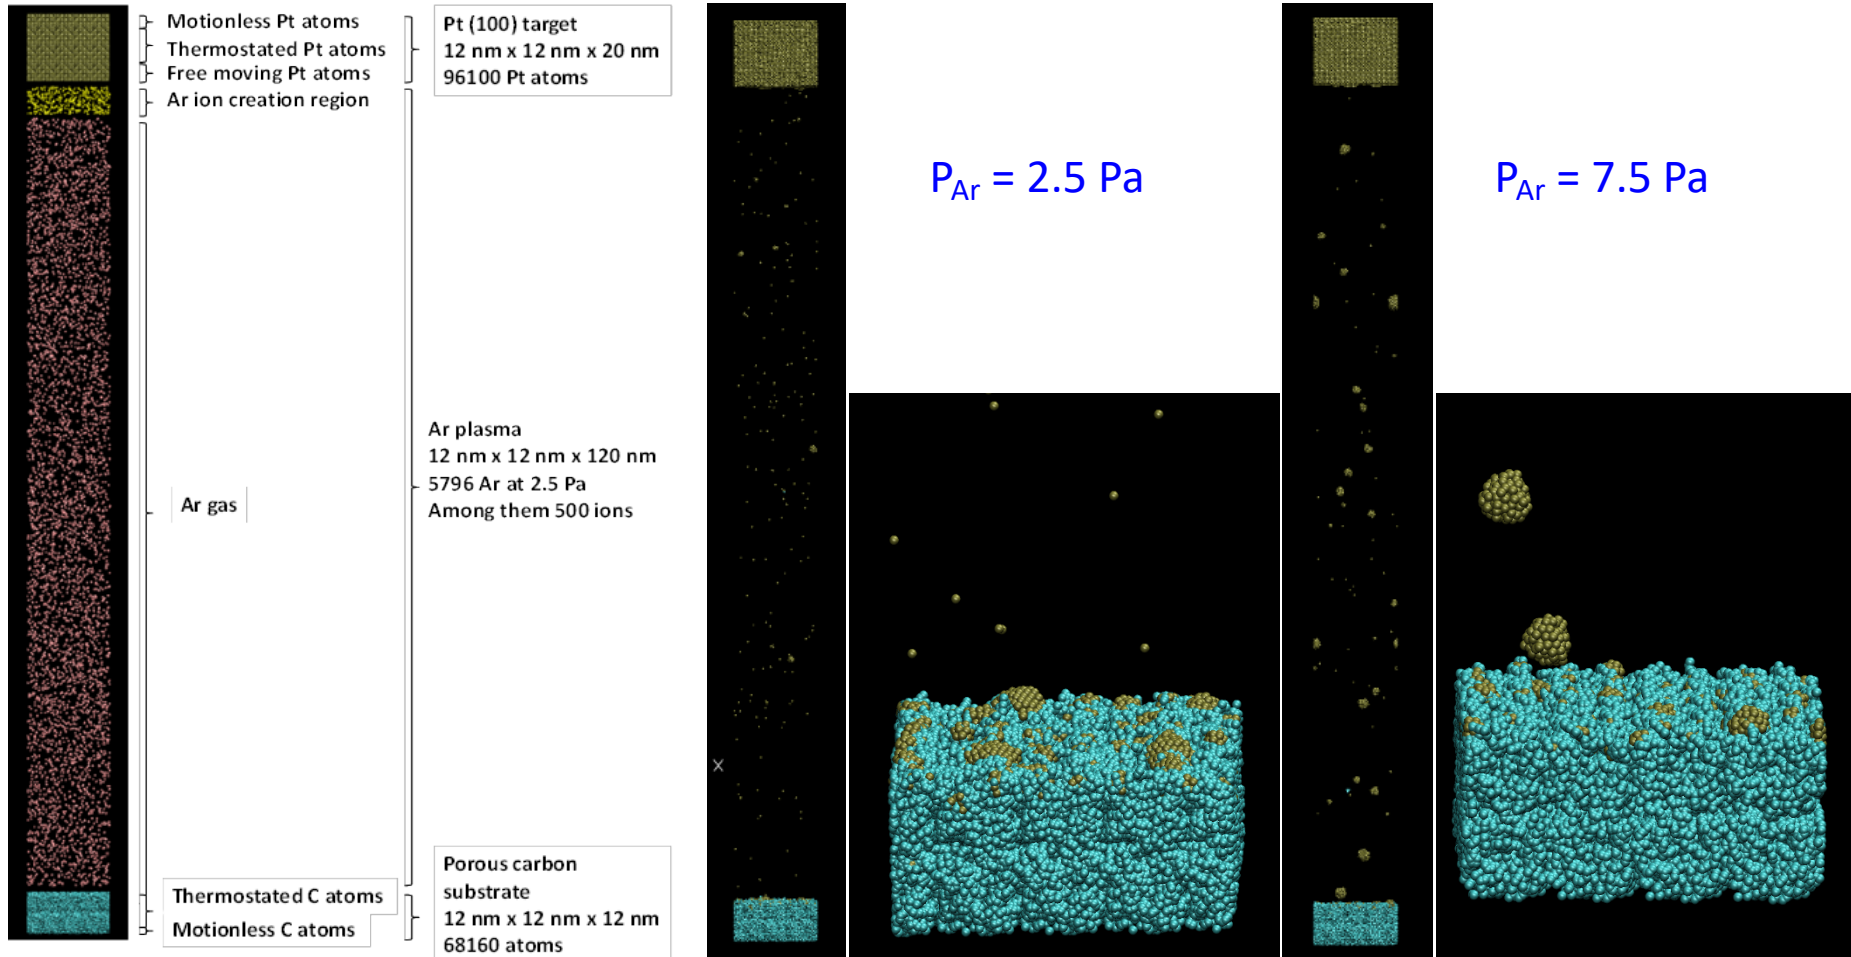 Motionless Pt atoms
Thermostated Pt atoms
Free moving Pt atoms
Ar ion creation region
Pt (100) target
12 nm x 12 nm x 20 nm
96100 Pt atoms
Ar gas
Ar plasma
12 nm x 12 nm x 120 nm
5796 Ar at 2.5 Pa
Among them 500 ions
Thermostated C atoms
Motionless C atoms
Porous carbon
substrate
12 nm x 12 nm x 12 nm
68160 atoms
P_Ar = 2.5 Pa
P_Ar = 7.5 Pa